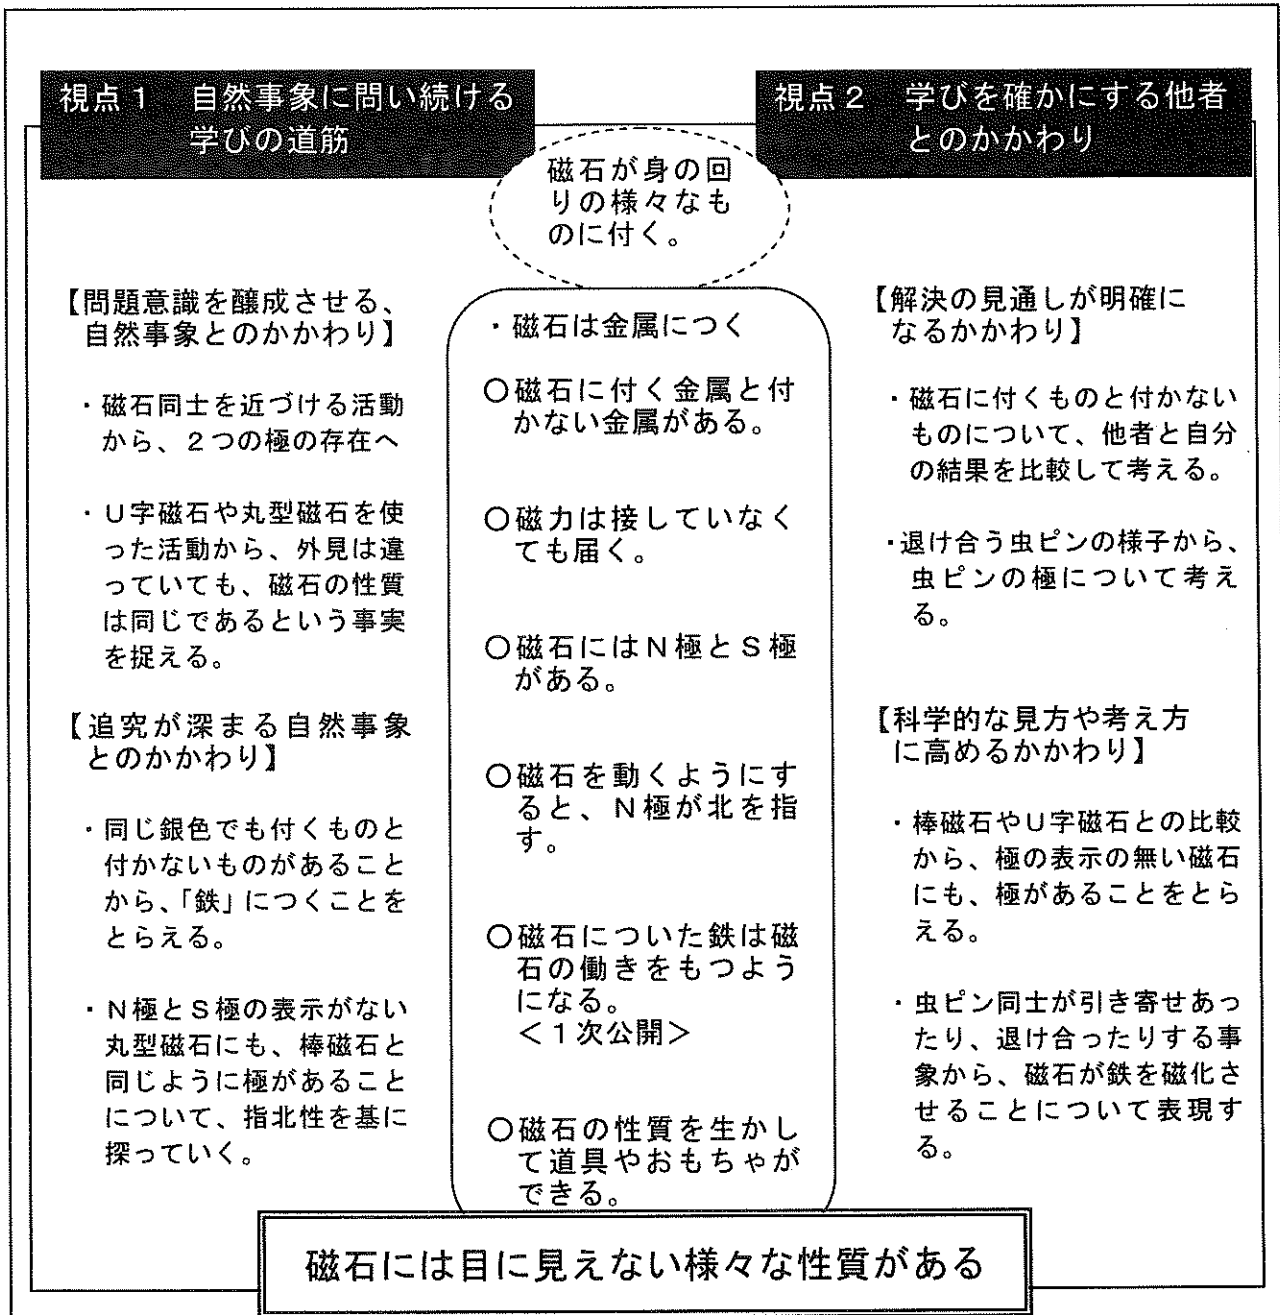 視点1 自然事象に問い続ける
学びの道筋
視点2 学びを確かにする他者
とのかかわり
磁石が身の回
りの様々なも
のに付く。
【問題意識を醸成させる、
自然事象とのかかわり】
・磁石同士を近づける活動
から、2つの極の存在へ
・U字磁石や丸型磁石を使
った活動から、外見は違
っていても、磁石の性質
は同じであるという事実
を捉える。
【追究が深まる自然事象
とのかかわり】
・同じ銀色でも付くものと
付かないものがあること
から、「鉄」につくことを
とらえる。
・N極とS極の表示がない
丸型磁石にも、棒磁石と
同じように極があること
について、指北性を基に
探っていく。
・磁石は金属につく
○磁石に付く金属と付
かない金属がある。
○磁力は接していなく
ても届く。
○磁石にはN極とS極
がある。
○磁石を動くようにす
ると、N極が北を指
す。
○磁石についた鉄は磁
石の働きをもつよう
になる。
<1次公開>
○磁石の性質を生かし
て道具やおもちゃが
できる。
【解決の見通しが明確に
なるかかわり】
・磁石に付くものと付かない
ものについて、他者と自分
の結果を比較して考える。
・退け合う虫ピンの様子から、
虫ピンの極について考え
る。
【科学的な見方や考え方
に高めるかかわり】
・棒磁石やU字磁石との比較
から、極の表示の無い磁石
にも、極があることをとら
える。
・虫ピン同士が引き寄せあっ
たり、退け合ったりする事
象から、磁石が鉄を磁化さ
せることについて表現す
る。
磁石には目に見えない様々な性質がある